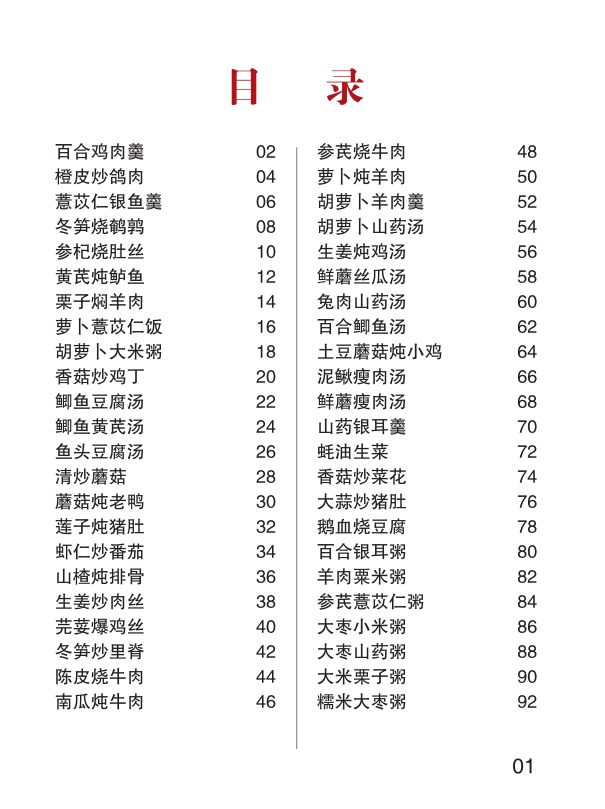 目 录
百合鸡肉羹 02
橙皮炒鸽肉 04
薏苡仁银鱼羹 06
冬笋烧鹌鹑 08
参杞烧肚丝 10
黄芪炖鲈鱼 12
栗子焖羊肉 14
萝卜薏苡仁饭 16
胡萝卜大米粥 18
香菇炒鸡丁 20
鲫鱼豆腐汤 22
鲫鱼黄芪汤 24
鱼头豆腐汤 26
清炒蘑菇 28
蘑菇炖老鸭 30
莲子炖猪肚 32
虾仁炒番茄 34
山楂炖排骨 36
生姜炒肉丝 38
芫荽爆鸡丝 40
冬笋炒里脊 42
陈皮烧牛肉 44
南瓜炖牛肉 46
参芪烧牛肉 48
萝卜炖羊肉 50
胡萝卜羊肉羹 52
胡萝卜山药汤 54
生姜炖鸡汤 56
鲜蘑丝瓜汤 58
兔肉山药汤 60
百合鲫鱼汤 62
土豆蘑菇炖小鸡 64
泥鳅瘦肉汤 66
鲜蘑瘦肉汤 68
山药银耳羹 70
蚝油生菜 72
香菇炒菜花 74
大蒜炒猪肚 76
鹅血烧豆腐 78
百合银耳粥 80
羊肉粟米粥 82
参芪薏苡仁粥 84
大枣小米粥 86
大枣山药粥 88
大米栗子粥 90
糯米大枣粥 92
01